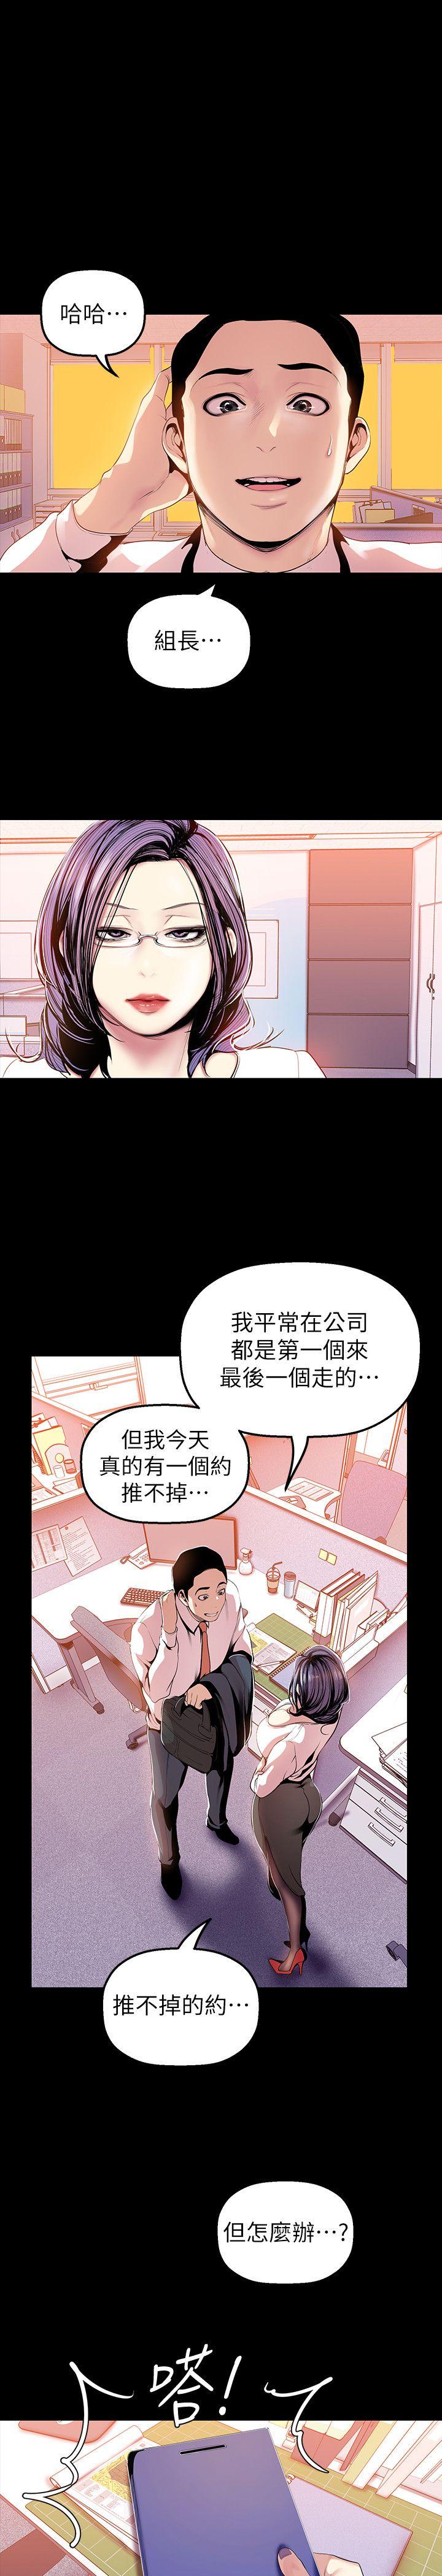 哈哈…
組長…
我平常在公司
都是第一個來
最後一個走的…
但我今天
真的有一個約
推不掉…
推不掉的約…
但怎麼辦…?
嗒!